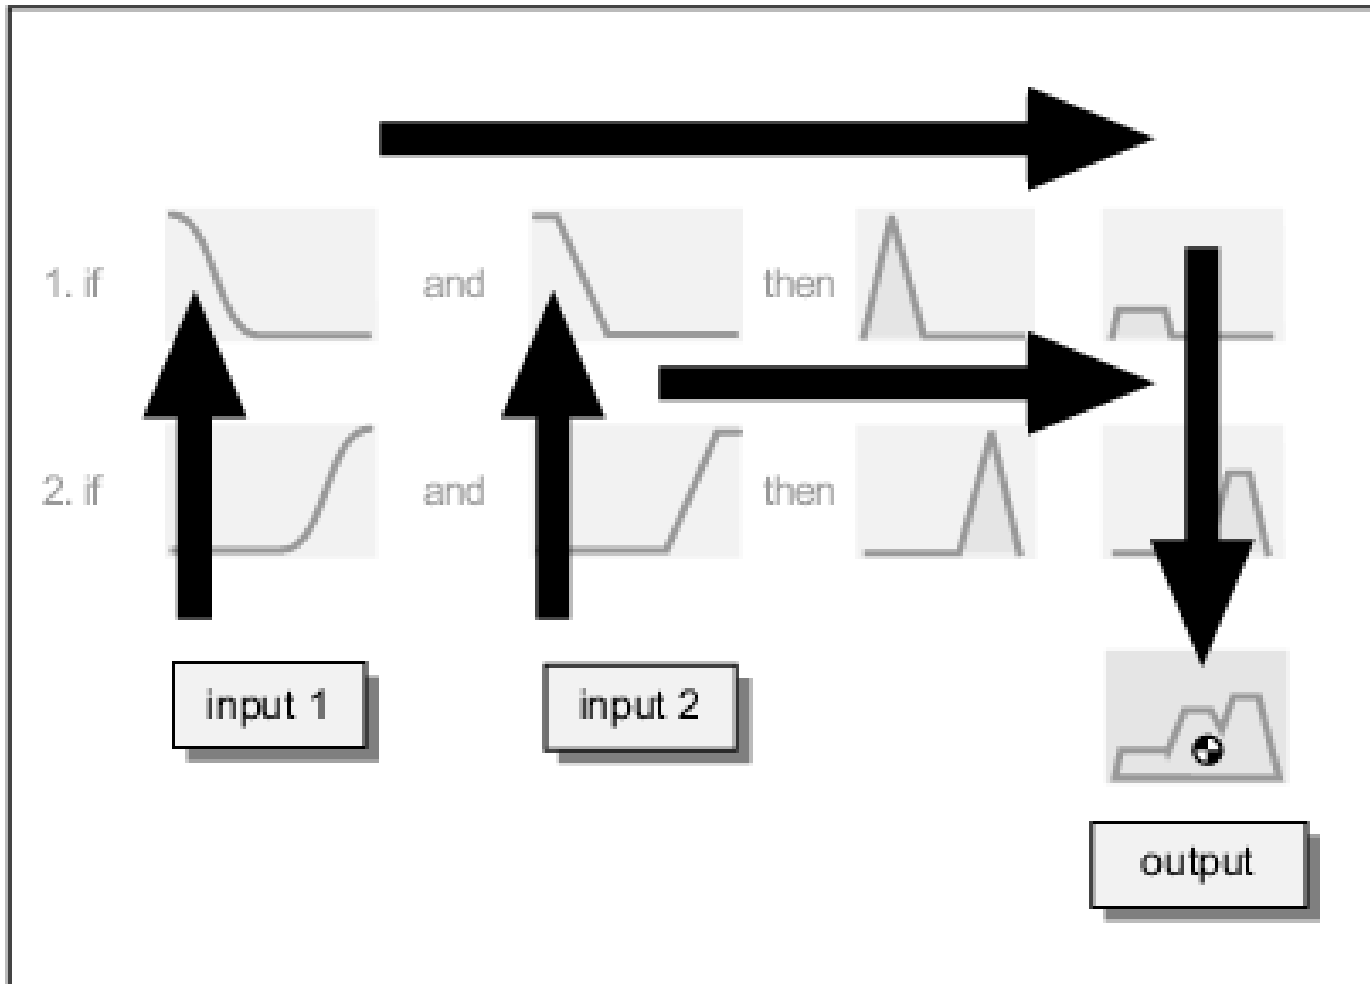 1. if and then
2. if and then
input 1 input 2
output